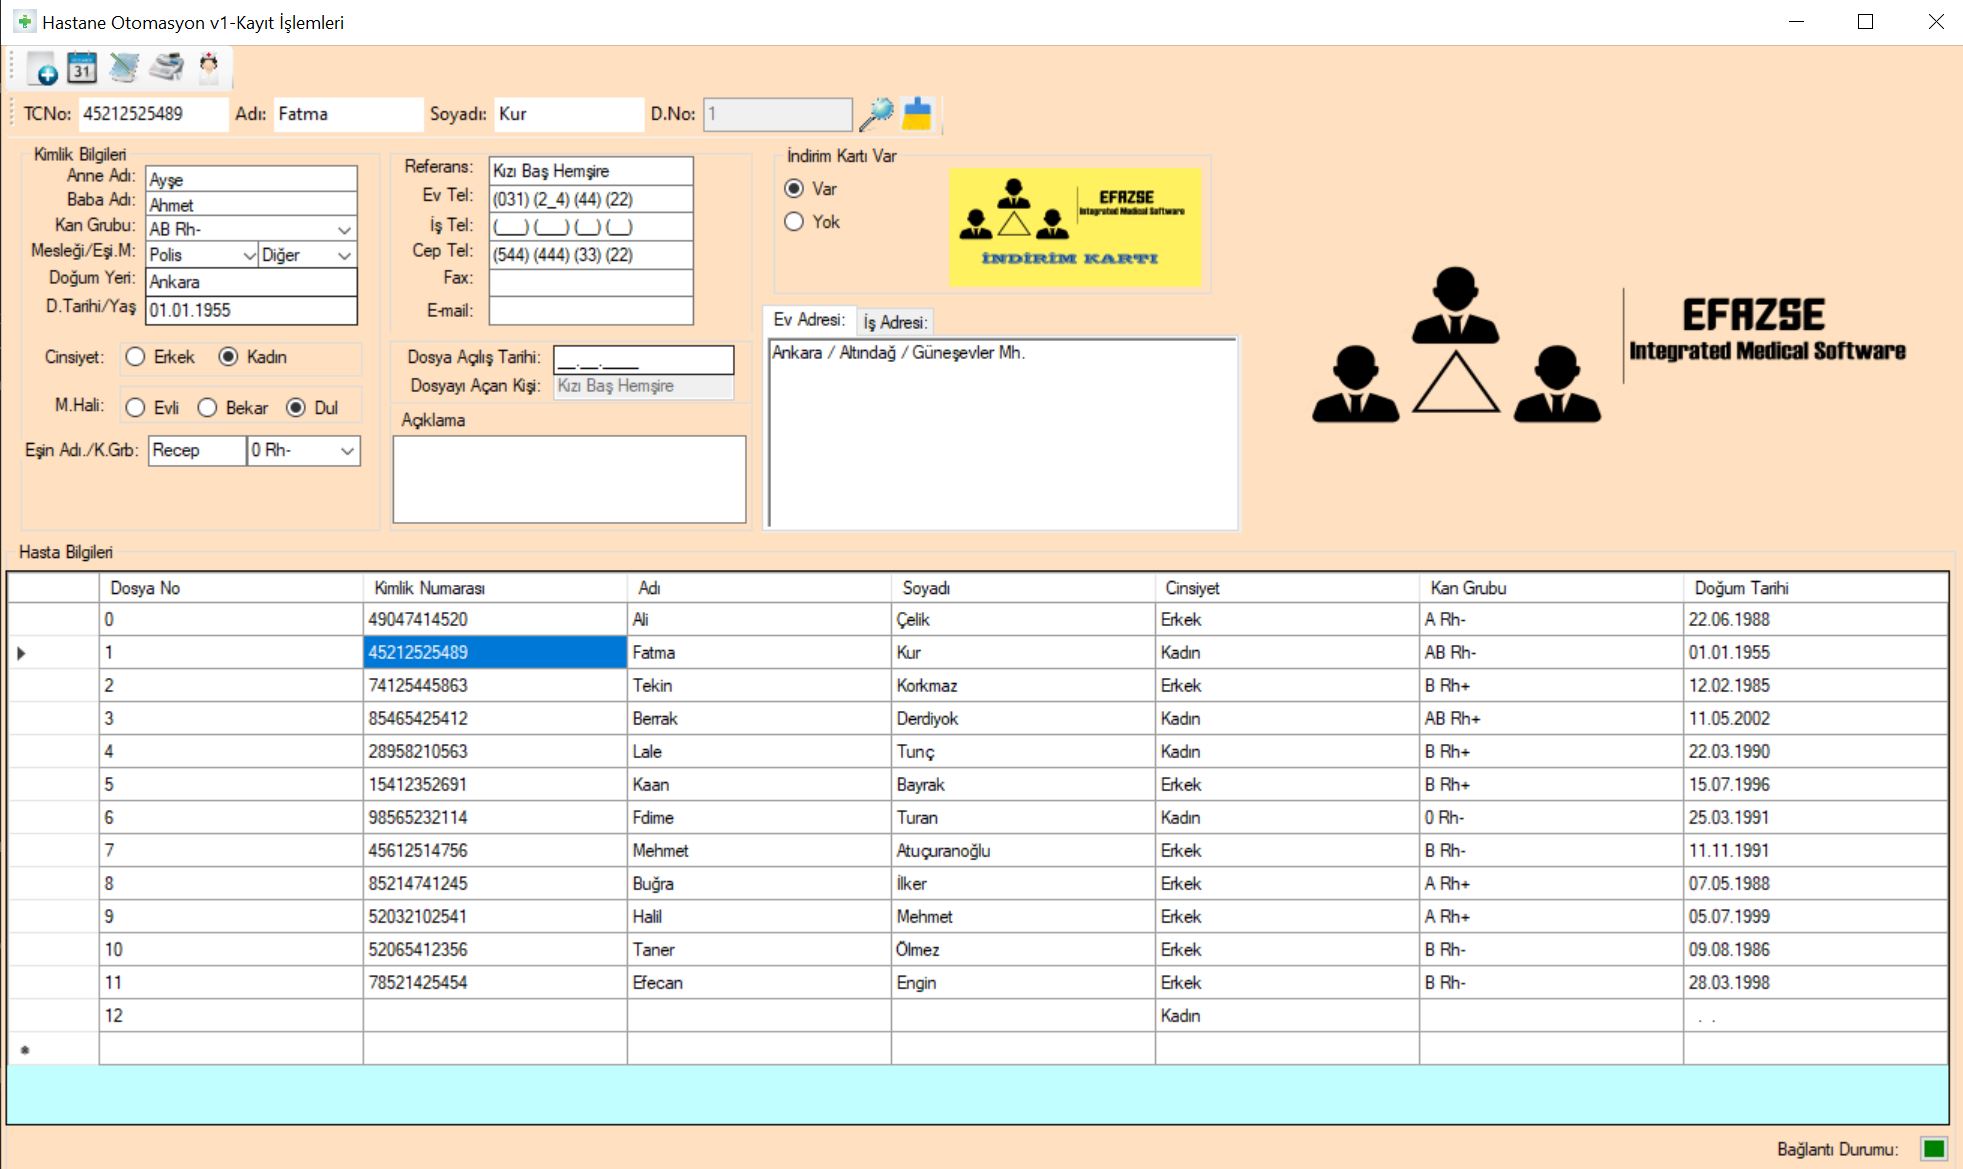 Hastane Otomasyon v1-Kayıt İşlemleri
31
TCNo: 45212525489 Adı: Fatma Soyadı: Kur D.No: 1
Kimlik Bilgileri
Anne Adı: Ayşe
Baba Adı: Ahmet
Kan Grubu: AB Rh-
Mesleği/Eşi.M: Polis Diğer
Doğum Yeri: Ankara
D.Tarihi/Yaş 01.01.1955
Cinsiyet: Erkek Kadın
M.Hali: Evli Bekar Dul
Eşin Adı./K.Grb: Recep 0 Rh-
Referans: Kızı Baş Hemşire
Ev Tel: (031) (2_4) (44) (22)
İş Tel: (___) (___) (__) (__)
Cep Tel: (544) (444) (33) (22)
Fax:
E-mail:
Dosya Açılış Tarihi: __.__.____
Dosyayı Açan Kişi: Kızı Baş Hemşire
Açıklama
İndirim Kartı Var
Var
Yok
EFAZSE
Integrated Medical Software
İNDİRİM KARTI
Ev Adresi: İş Adresi:
Ankara / Altındağ / Güneşevler Mh.
EFAZSE
Integrated Medical Software
Hasta Bilgileri
Dosya No Kimlik Numarası Adı Soyadı Cinsiyet Kan Grubu Doğum Tarihi
0 49047414520 Ali Çelik Erkek A Rh- 22.06.1988
1 45212525489 Fatma Kur Kadın AB Rh- 01.01.1955
2 74125445863 Tekin Korkmaz Erkek B Rh+ 12.02.1985
3 85465425412 Berrak Derdiyok Kadın AB Rh+ 11.05.2002
4 28958210563 Lale Tunç Kadın B Rh+ 22.03.1990
5 15412352691 Kaan Bayrak Erkek B Rh+ 15.07.1996
6 98565232114 Fdime Turan Kadın 0 Rh- 25.03.1991
7 45612514756 Mehmet Atuçuranoğlu Erkek B Rh- 11.11.1991
8 85214741245 Buğra İlker Erkek A Rh+ 07.05.1988
9 52032102541 Halil Mehmet Erkek A Rh+ 05.07.1999
10 52065412356 Taner Ölmez Erkek B Rh- 09.08.1986
11 78521425454 Efecan Engin Erkek B Rh- 28.03.1998
12 Kadın . .
Bağlantı Durumu: